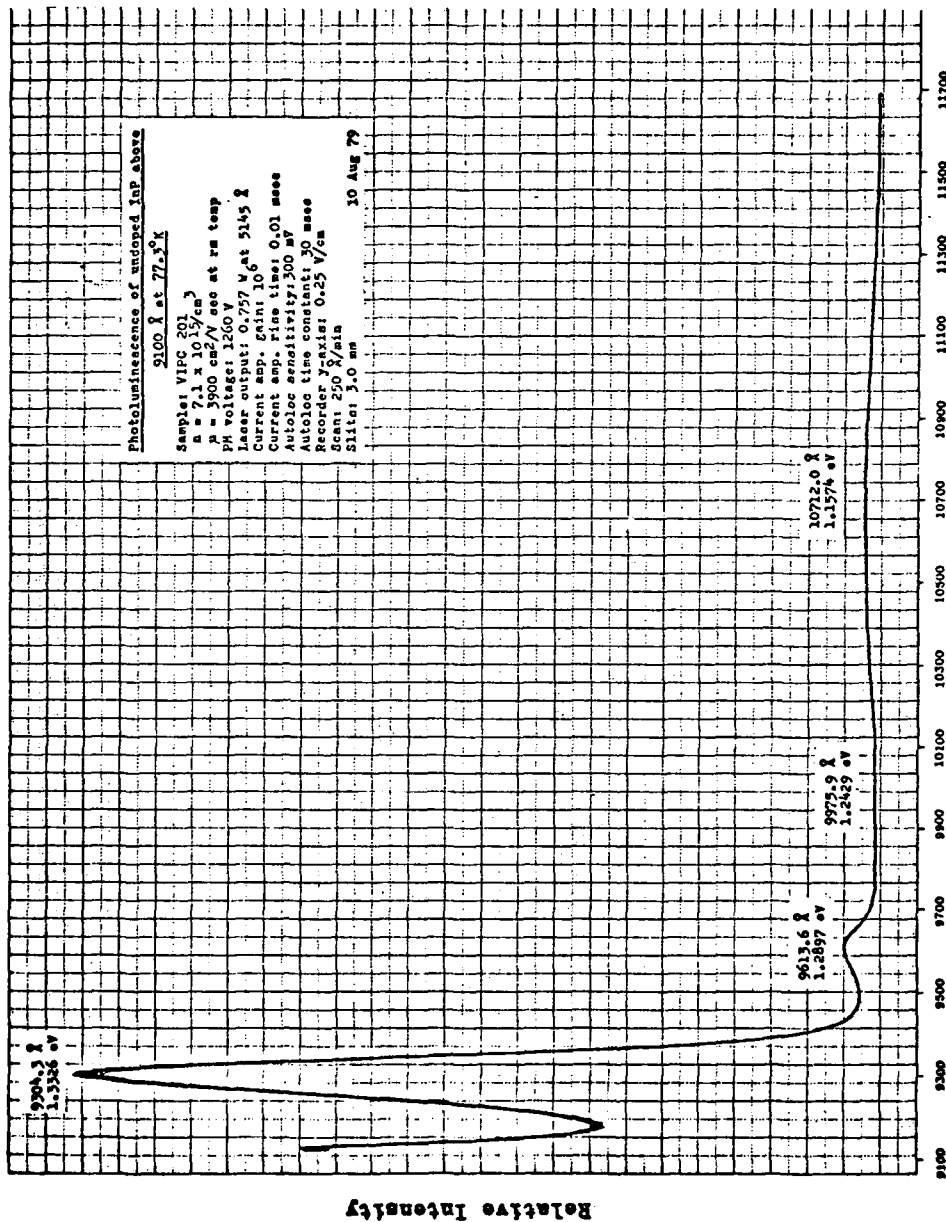 Photoluminescence of undoped InP above
9100 Å at 77.3°K
Sample: VIPC 201
n = 7.1 x 10^15/cm^3
μ = 3900 cm^2/V sec at rm temp
PM voltage: 1260 V
Laser output: 0.757 W at 5145 Å
Current amp. gain: 10^6
Current amp. rise time: 0.01 msec
Autoloc sensitivity: 300 mV
Autoloc time constant: 30 msec
Recorder y-axis: 0.25 V/cm
Scan: 250 Å/min
Slits: 3.0 mm
10 Aug 79
9304.3 Å
1.3326 eV
9613.6 Å
1.2897 eV
9975.9 Å
1.2429 eV
10712.0 Å
1.1574 eV
Relative Intensity
9100 9300 9500 9700 9900 10100 10300 10500 10700 10900 11100 11300 11500 11700